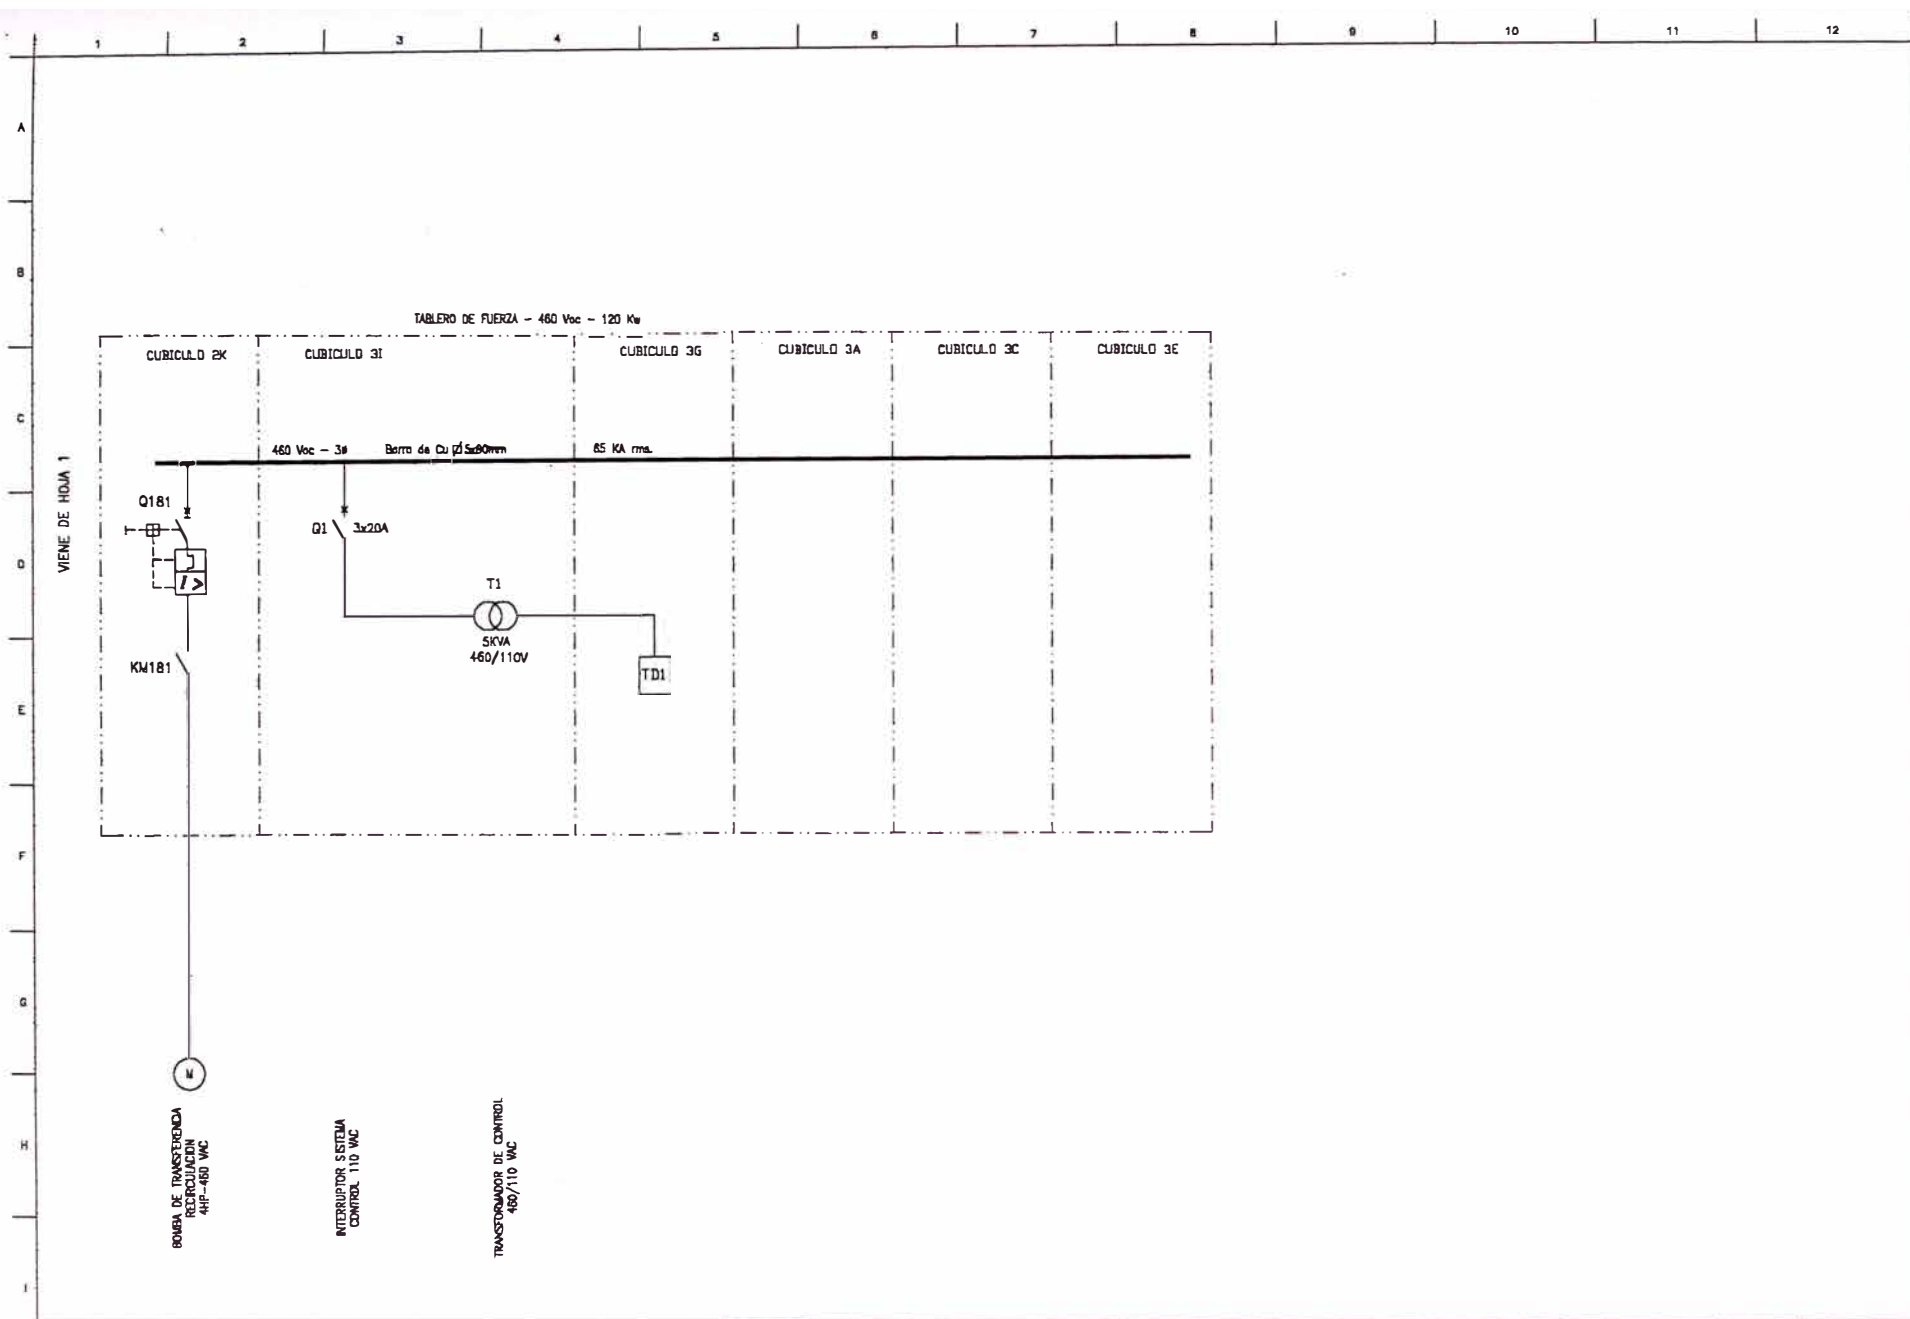 1 2 3 4 5 6 7 8 9 10 11 12
A
B
C
D
E
F
G
H
I
VIENE DE HOJA 1
TABLERO DE FUERZA - 460 Vac - 120 Kw
CUBICULO 2K
CUBICULO 3I
CUBICULO 3G
CUBICULO 3A
CUBICULO 3C
CUBICULO 3E
460 Vac - 3ø
Barra de Cu 5x80mm
65 KA rms.
Q181
I >
KM181
Q1
3x20A
T1
5KVA
460/110V
TD1
M
BOMBA DE TRANSFERENCIA
RECIRCULACION
4HP-460 VAC
INTERRUPTOR SISTEMA
CONTROL 110 VAC
TRANSFORMADOR DE CONTROL
460/110 VAC